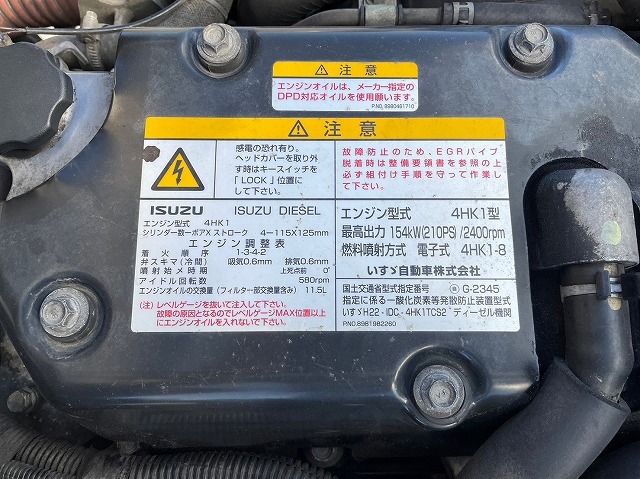 ⚠ 注意
エンジンオイルは、メーカー指定の
DPD対応オイルを使用願います。
P.NO. 8980461710
⚠ 注意
感電の恐れ有り。
ヘッドカバーを取り外
す時はキースイッチを
「LOCK」位置に
して下さい。
故障防止のため、EGRパイプ
脱着時は整備要領書を参照の上
必ず組付け手順を守って作業し
て下さい。
ISUZU ISUZU DIESEL
エンジン型式 4HK1
シリンダー数ーボアX ストローク 4ー115X125mm
エンジン調整表
着火順序 1-3-4-2
弁スキマ(冷間) 吸気0.6mm 排気0.6mm
噴射始め時期 上死点前 0°
アイドル回転数 580rpm
エンジンオイルの交換量(フィルター部交換量含み) 11.5L
(注) レベルゲージを抜いて注入して下さい。
故障の原因となるのでレベルゲージMAX位置以上
にエンジンオイルを入れないで下さい。
エンジン型式 4HK1型
最高出力 154kW(210PS)/2400rpm
燃料噴射方式 電子式 4HK1-8
いすゞ自動車株式会社
国土交通省型式指定番号 G-2345
指定に係る一酸化炭素等発散防止装置型式
いすゞH22-IDC-4HK1TCS2 ディーゼル機関
P.NO. 8981982260